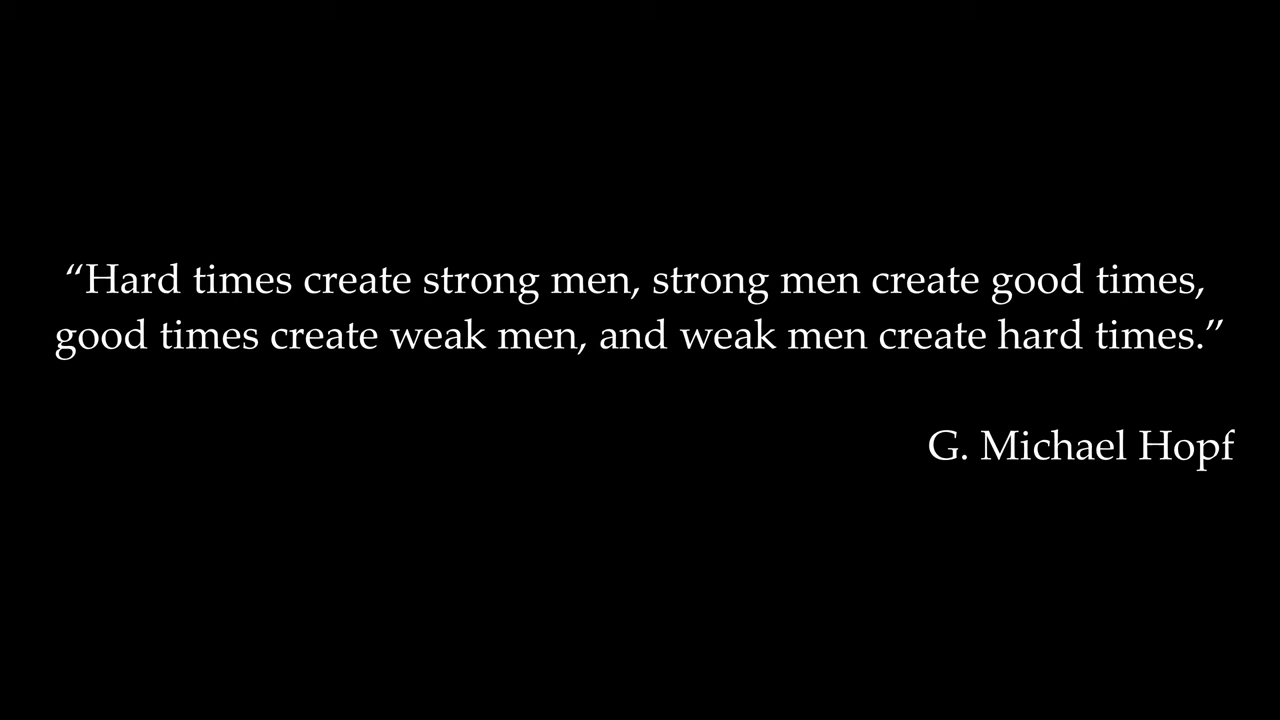 “Hard times create strong men, strong men create good times,
good times create weak men, and weak men create hard times.”
G. Michael Hopf